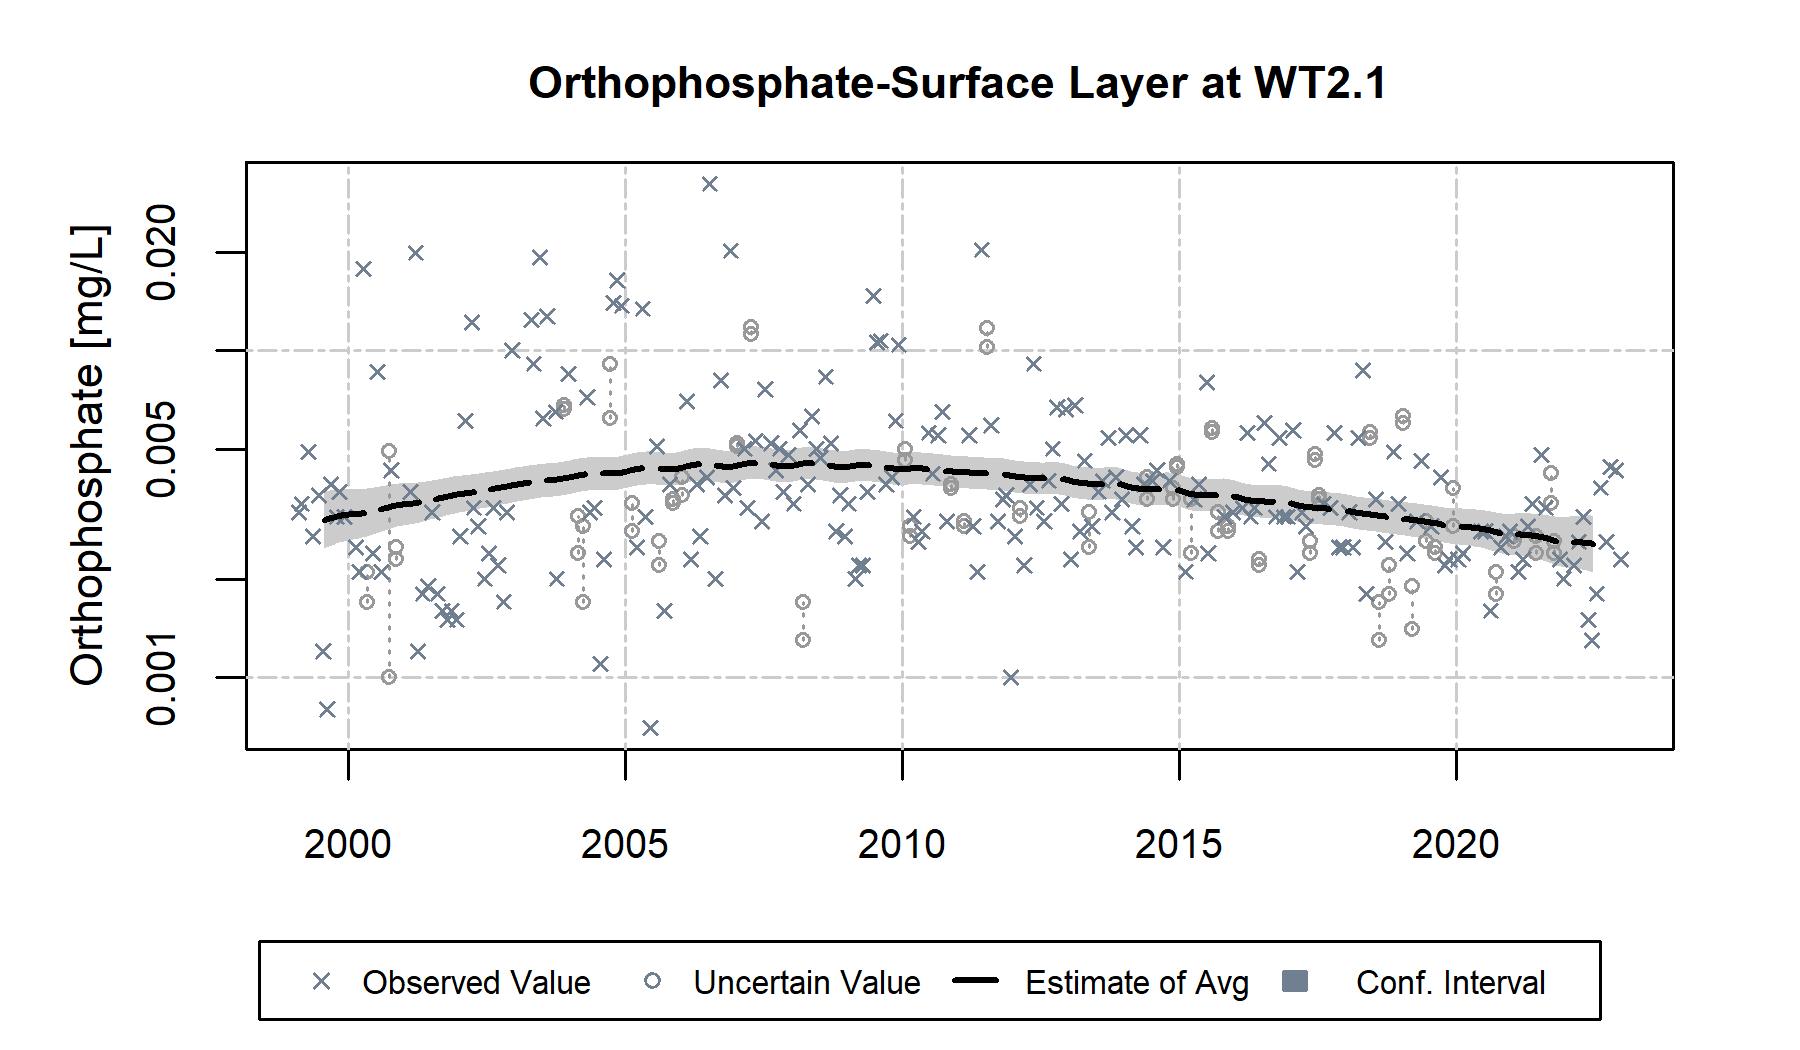 Orthophosphate-Surface Layer at WT2.1
Orthophosphate [mg/L]
0.020
0.005
0.001
2000 2005 2010 2015 2020
Observed Value Uncertain Value Estimate of Avg Conf. Interval